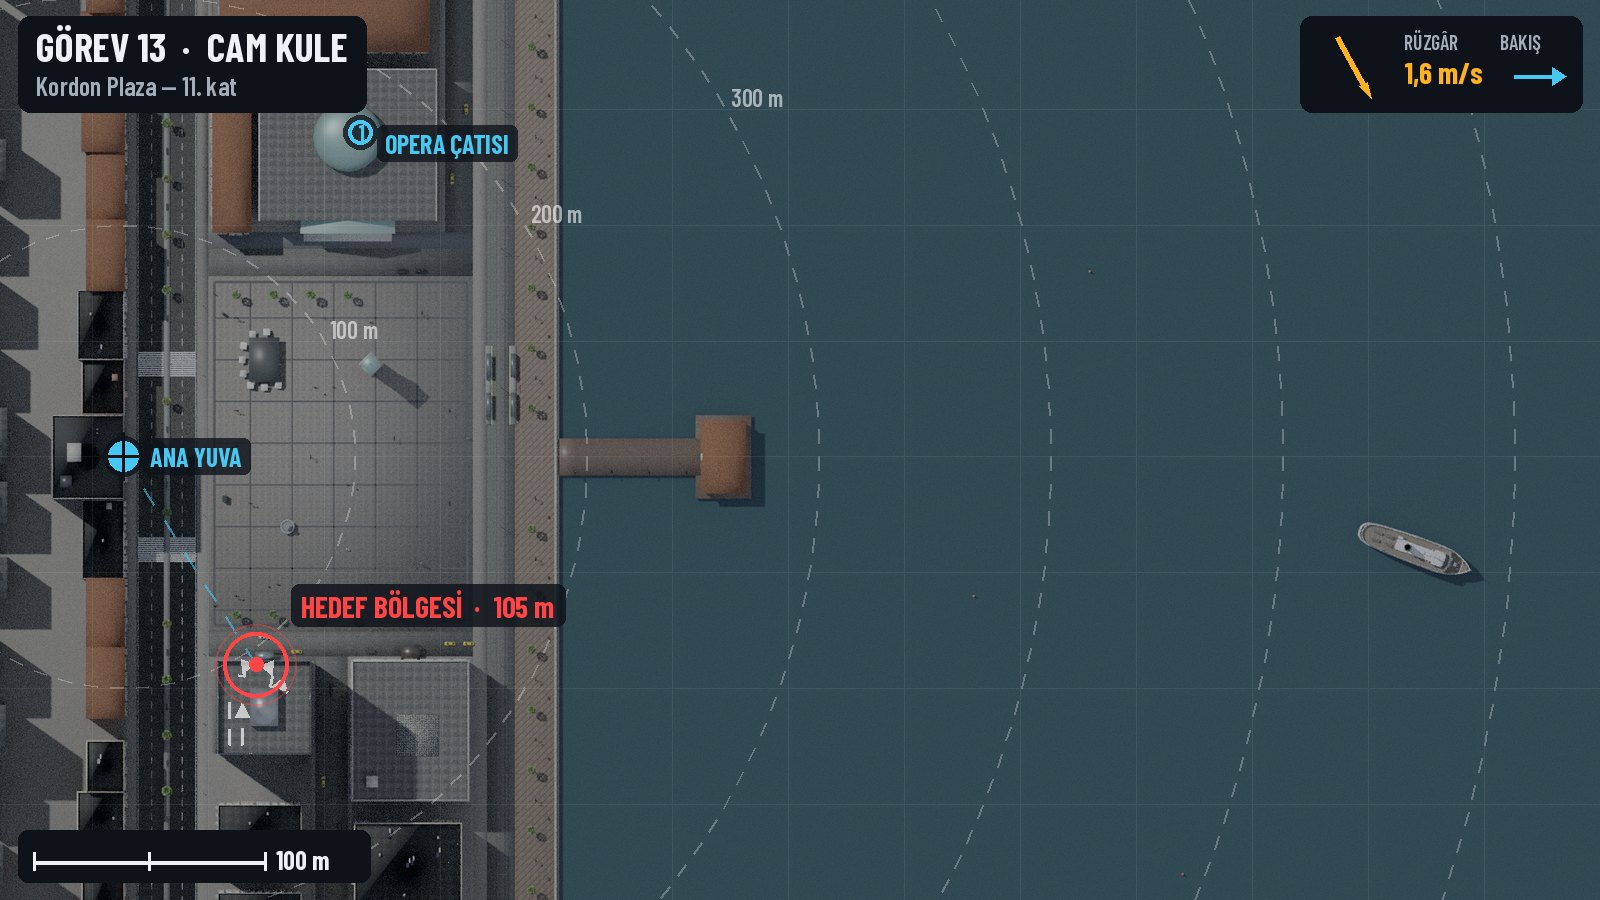 GÖREV 13 · CAM KULE
Kordon Plaza – 11. kat
RÜZGÂR
BAKIŞ
1,6 m/s
300 m
1
OPERA ÇATISI
200 m
100 m
ANA YUVA
HEDEF BÖLGESİ · 105 m
100 m